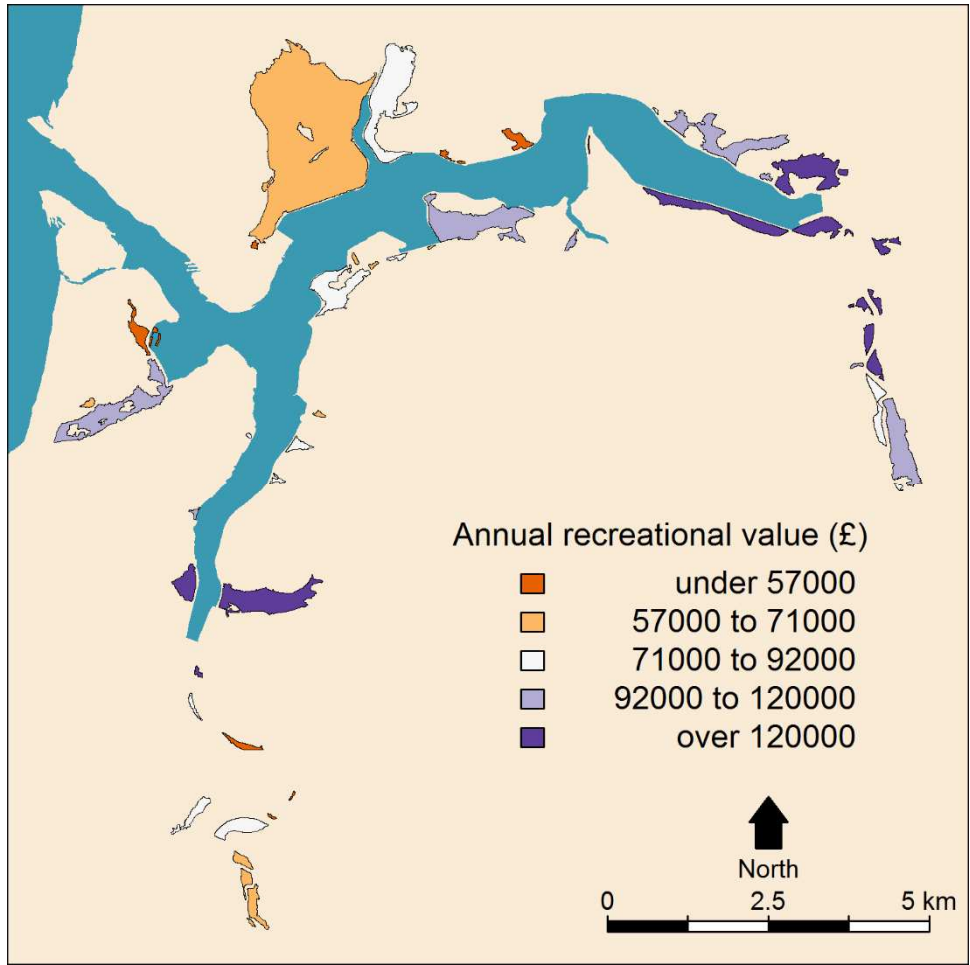 Annual recreational value (£)
under 57000
57000 to 71000
71000 to 92000
92000 to 120000
over 120000
North
0 2.5 5 km